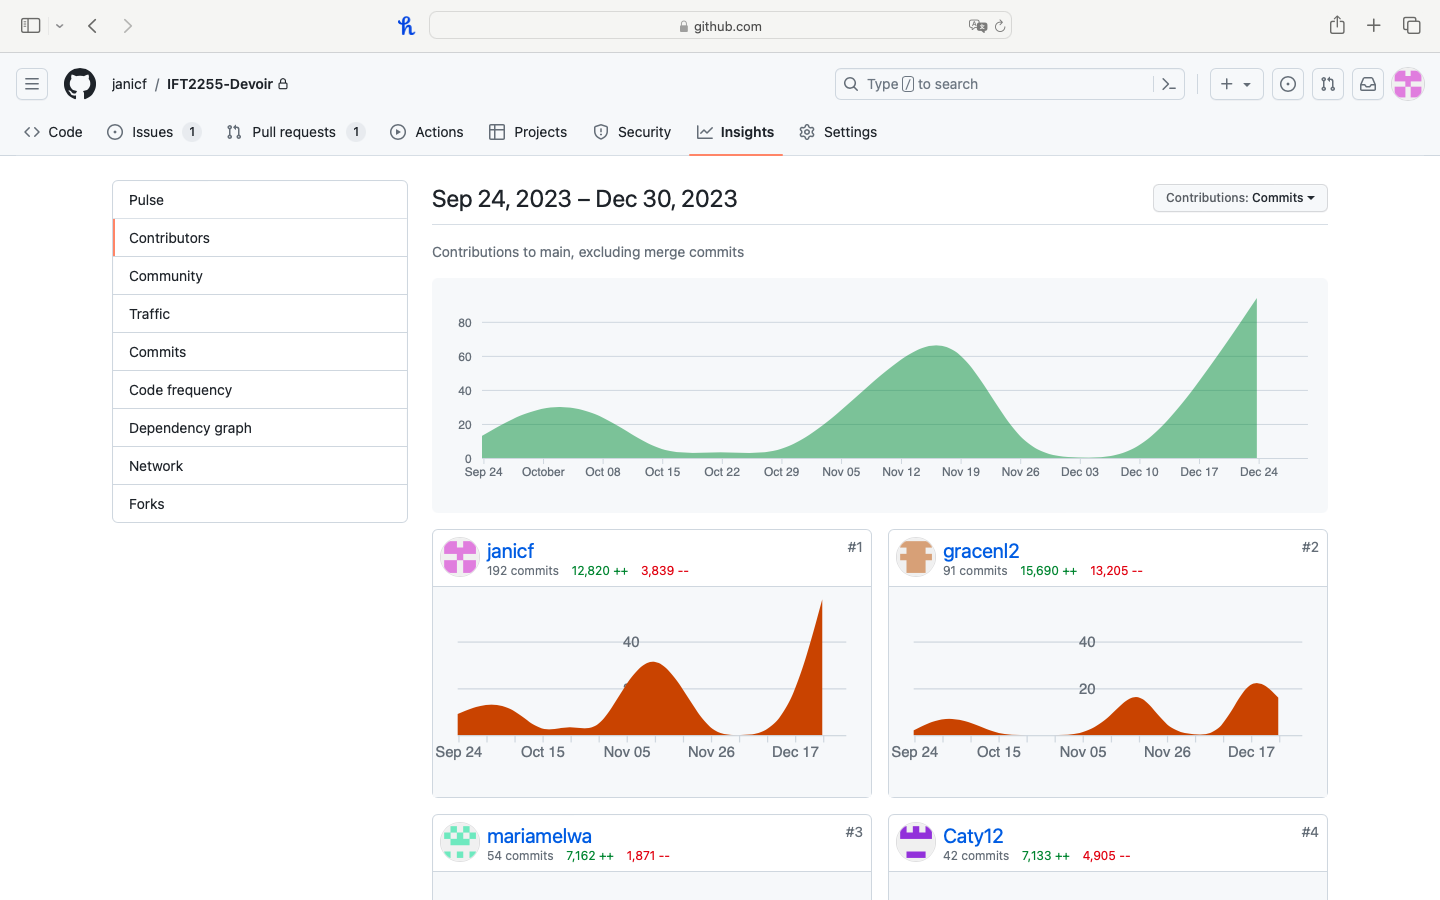 github.com
janicf / IFT2255-Devoir
Type / to search
Code
Issues 1
Pull requests 1
Actions
Projects
Security
Insights
Settings
Pulse
Contributors
Community
Traffic
Commits
Code frequency
Dependency graph
Network
Forks
Sep 24, 2023 – Dec 30, 2023
Contributions: Commits
Contributions to main, excluding merge commits
80
60
40
20
0
Sep 24 October Oct 08 Oct 15 Oct 22 Oct 29 Nov 05 Nov 12 Nov 19 Nov 26 Dec 03 Dec 10 Dec 17 Dec 24
janicf #1
192 commits 12,820 ++ 3,839 --
40
Sep 24 Oct 15 Nov 05 Nov 26 Dec 17
gracenl2 #2
91 commits 15,690 ++ 13,205 --
40
20
Sep 24 Oct 15 Nov 05 Nov 26 Dec 17
mariamelwa #3
54 commits 7,162 ++ 1,871 --
Caty12 #4
42 commits 7,133 ++ 4,905 --